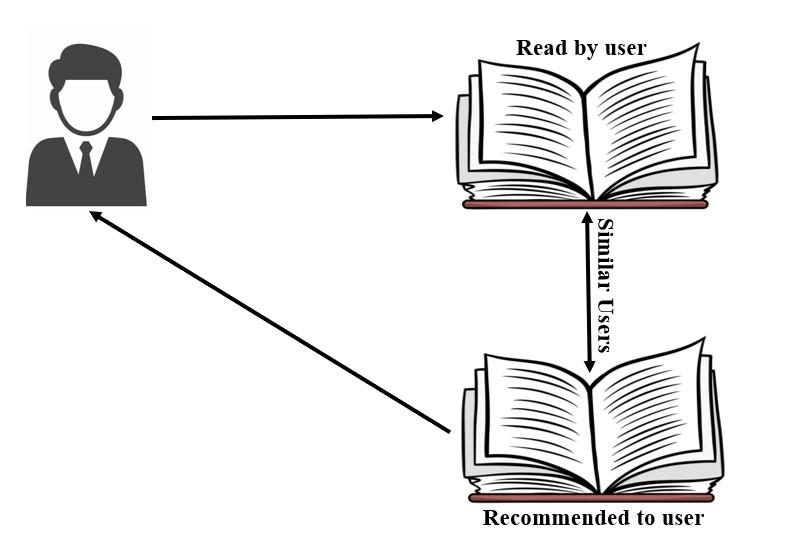 Read by user
Similar Users
Recommended to user